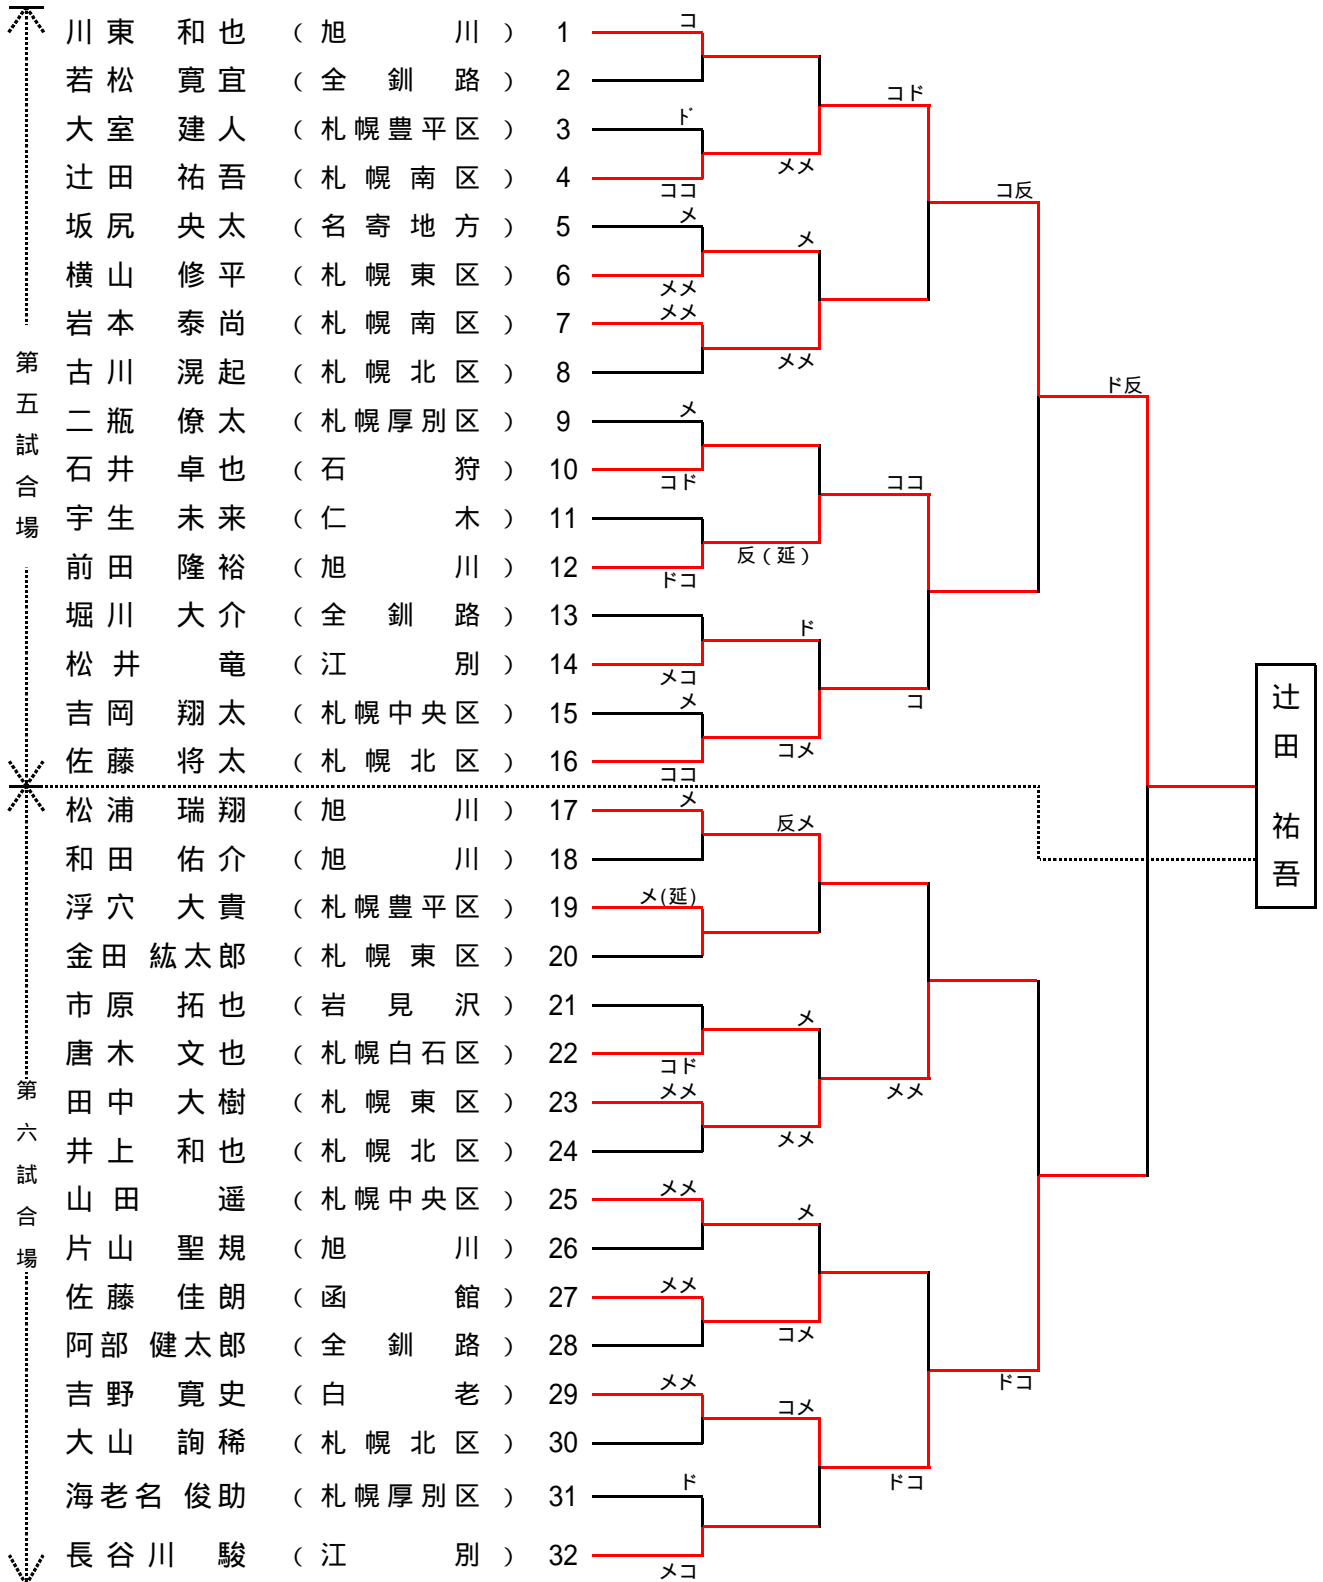 川東 和也 （ 旭 川 ） 1 コ
若松 寛宜 （ 全 釧 路 ） 2
コド
大室 建人 （ 札幌豊平区 ） 3 ド
メメ
辻田 祐吾 （ 札幌南区 ） 4 ココ
コ反
坂尻 央太 （ 名寄地方 ） 5 メ
メ
横山 修平 （ 札幌東区 ） 6 メメ
岩本 泰尚 （ 札幌南区 ） 7 メメ
メメ
古川 滉起 （ 札幌北区 ） 8
ド反
二瓶 僚太 （ 札幌厚別区 ） 9 メ
石井 卓也 （ 石 狩 ） 10 コド
ココ
宇生 未来 （ 仁 木 ） 11
反（延）
前田 隆裕 （ 旭 川 ） 12 ドコ
堀川 大介 （ 全 釧 路 ） 13
ド
松井 竜 （ 江 別 ） 14 メコ
コ
吉岡 翔太 （ 札幌中央区 ） 15 メ
コメ
佐藤 将太 （ 札幌北区 ） 16 ココ
第五試合場
松浦 瑞翔 （ 旭 川 ） 17 メ
反メ
和田 佑介 （ 旭 川 ） 18
浮穴 大貴 （ 札幌豊平区 ） 19 メ(延)
金田 紘太郎 （ 札幌東区 ） 20
市原 拓也 （ 岩見沢 ） 21
メ
唐木 文也 （ 札幌白石区 ） 22 コド
メメ
田中 大樹 （ 札幌東区 ） 23 メメ
メメ
井上 和也 （ 札幌北区 ） 24
山田 遥 （ 札幌中央区 ） 25 メメ
メ
片山 聖規 （ 旭 川 ） 26
佐藤 佳朗 （ 函 館 ） 27 メメ
コメ
阿部 健太郎 （ 全 釧 路 ） 28
ドコ
吉野 寛史 （ 白 老 ） 29 メメ
コメ
大山 詢稀 （ 札幌北区 ） 30
ドコ
海老名 俊助 （ 札幌厚別区 ） 31 ド
長谷川 駿 （ 江 別 ） 32 メコ
第六試合場
辻田 祐吾